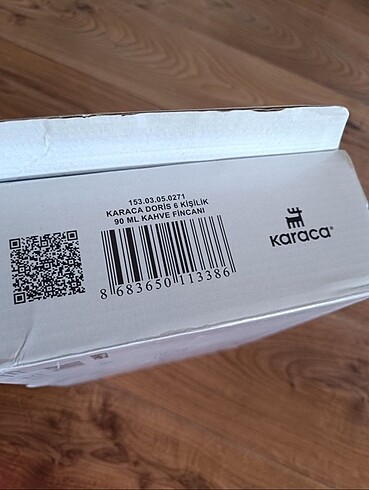 153.03.05.0271
KARACA DORİS 6 KİŞİLİK
90 ML KAHVE FİNCANI
8 683650 113386
karaca®